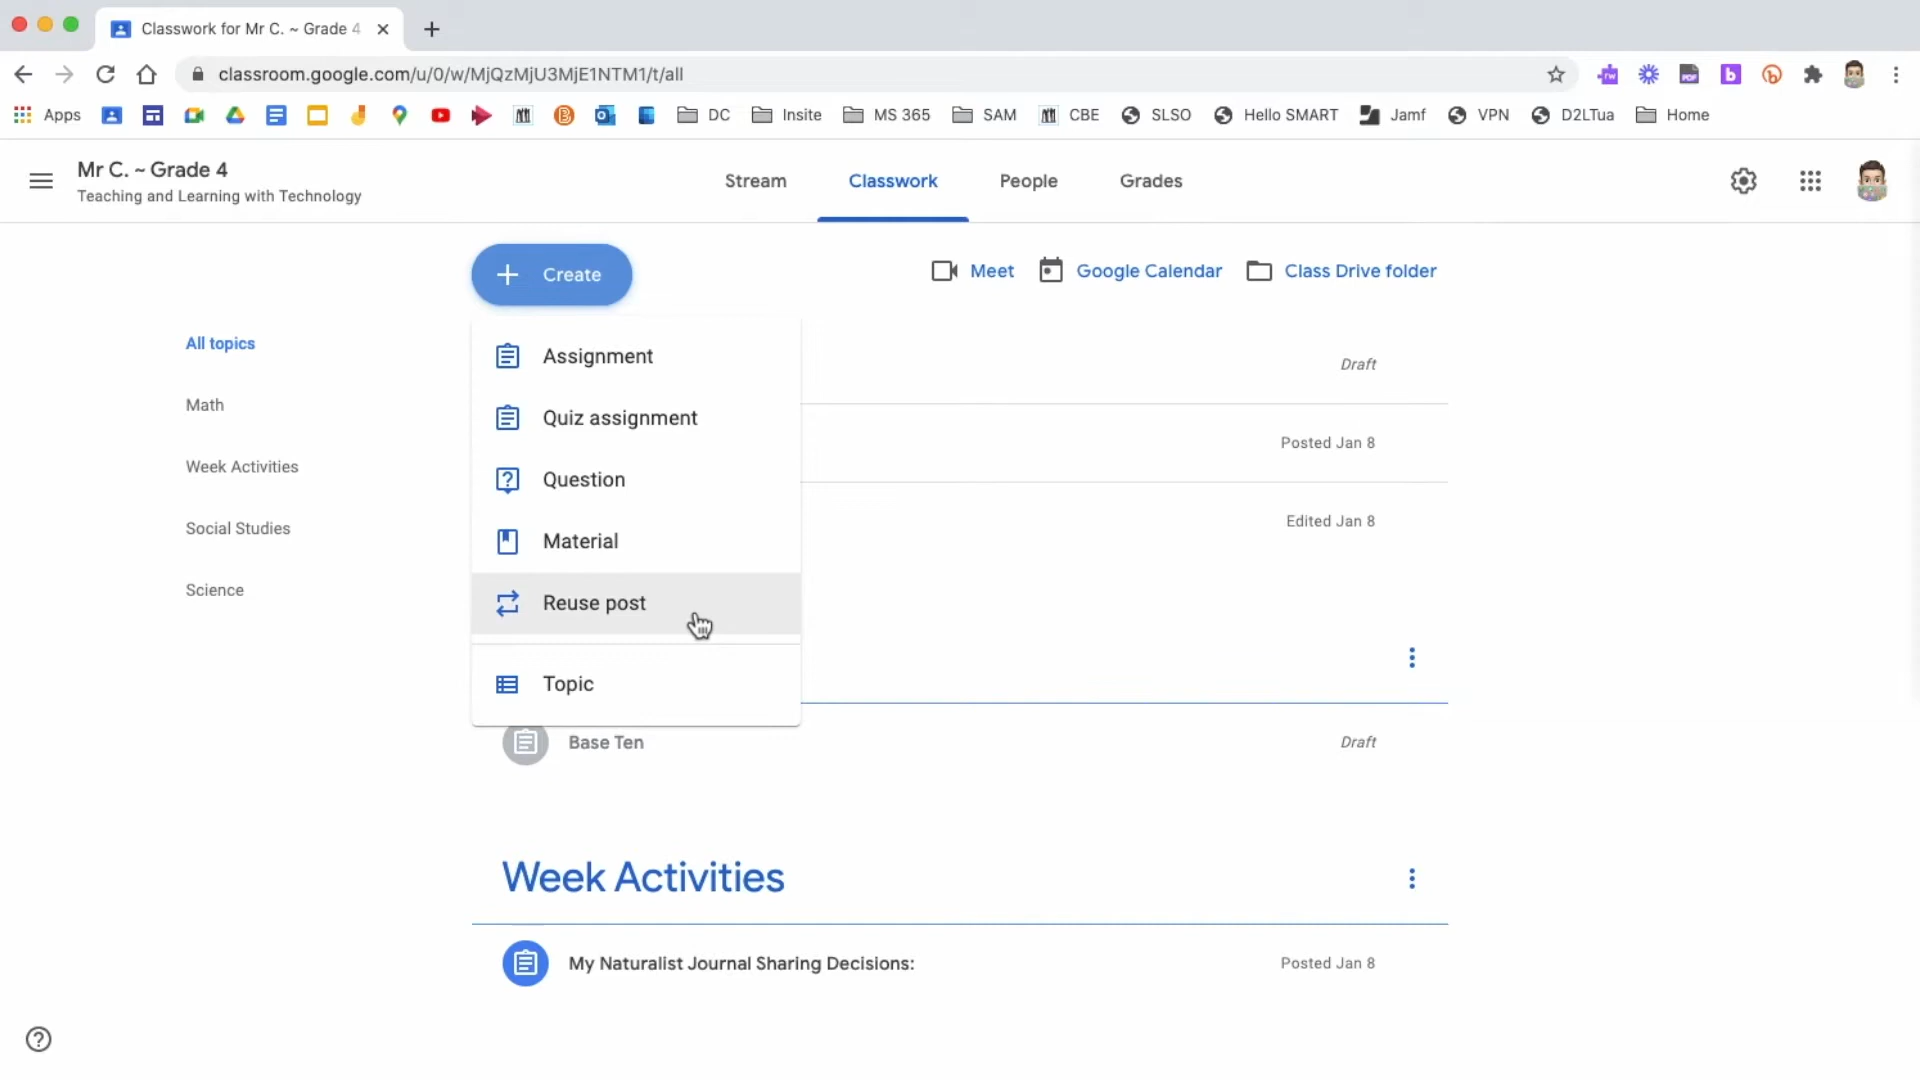 Classwork for Mr C. ~ Grade 4
classroom.google.com/u/0/w/MjQzMjU3MjE1NTM1/t/all
Apps DC Insite MS 365 SAM CBE SLSO Hello SMART Jamf VPN D2LTua Home
Mr C. ~ Grade 4
Teaching and Learning with Technology
Stream Classwork People Grades
Create
Meet Google Calendar Class Drive folder
All topics
Math
Week Activities
Social Studies
Science
Assignment
Quiz assignment
Question
Material
Reuse post
Topic
Draft
Posted Jan 8
Edited Jan 8
Base Ten Draft
Week Activities
My Naturalist Journal Sharing Decisions: Posted Jan 8